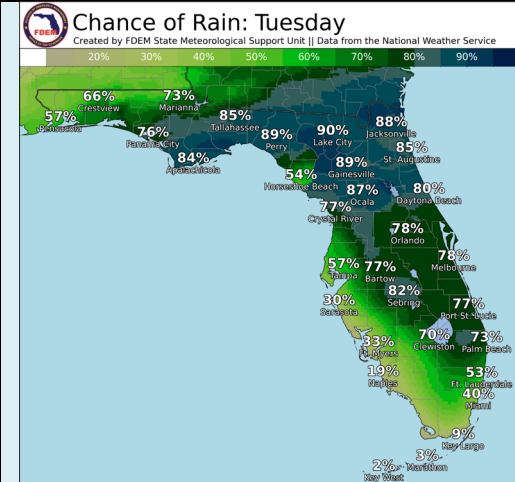 FDEM
Chance of Rain: Tuesday
Created by FDEM State Meteorological Support Unit || Data from the National Weather Service
20% 30% 40% 50% 60% 70% 80% 90%
66%
Crestview
73%
Marianna
57%
Pensacola
76%
Panama City
85%
Tallahassee
84%
Apalachicola
89%
Perry
90%
Lake City
88%
Jacksonville
85%
St. Augustine
54%
Horseshoe Beach
89%
Gainesville
87%
Ocala
80%
Daytona Beach
77%
Crystal River
78%
Orlando
78%
Melbourne
57%
Tampa
77%
Bartow
82%
Sebring
30%
Sarasota
77%
Port St. Lucie
33%
Ft. Myers
70%
Clewiston
73%
Palm Beach
19%
Naples
53%
Ft. Lauderdale
40%
Miami
9%
Key Largo
3%
Marathon
2%
Key West